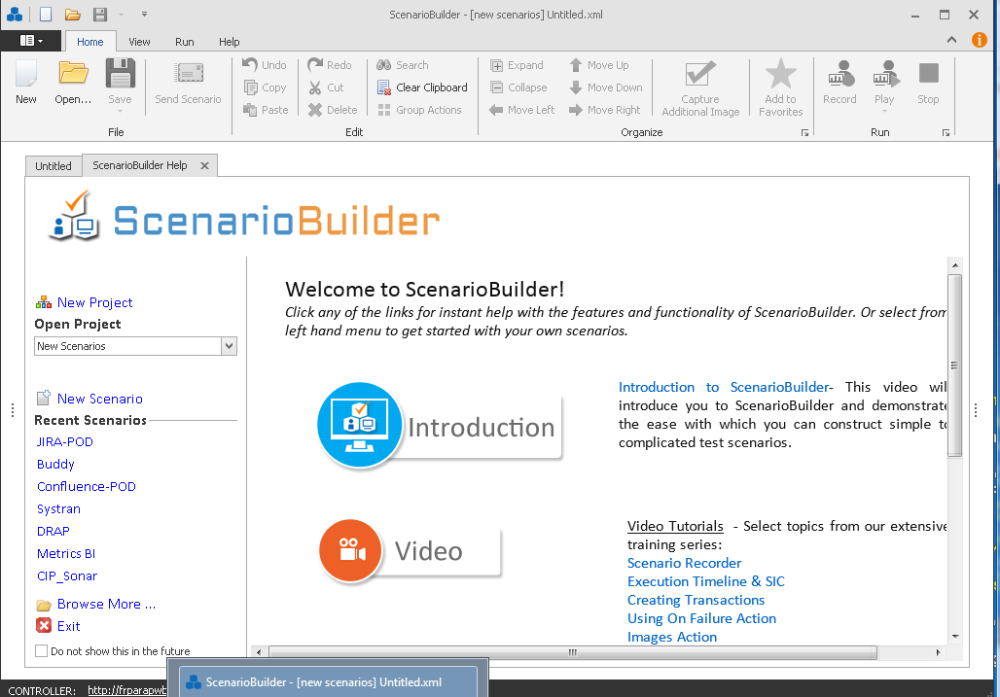 ScenarioBuilder - [new scenarios] Untitled.xml
Home View Run Help
New Open... Save Send Scenario
Undo Redo Search
Copy Cut Clear Clipboard
Paste Delete Group Actions
Expand Move Up
Collapse Move Down
Move Left Move Right
Capture
Additional Image
Add to
Favorites
Record Play Stop
File Edit Organize Run
Untitled ScenarioBuilder Help
ScenarioBuilder
New Project
Open Project
New Scenarios
New Scenario
Recent Scenarios
JIRA-POD
Buddy
Confluence-POD
Systran
DRAP
Metrics BI
CIP_Sonar
Browse More ...
Exit
Do not show this in the future
Welcome to ScenarioBuilder!
Click any of the links for instant help with the features and functionality of ScenarioBuilder. Or select from
left hand menu to get started with your own scenarios.
Introduction
Introduction to ScenarioBuilder- This video wil
introduce you to ScenarioBuilder and demonstrate
the ease with which you can construct simple to
complicated test scenarios.
Video
Video Tutorials - Select topics from our extensive
training series:
Scenario Recorder
Execution Timeline & SIC
Creating Transactions
Using On Failure Action
Images Action
CONTROLLER: http://frparapwt
ScenarioBuilder - [new scenarios] Untitled.xml